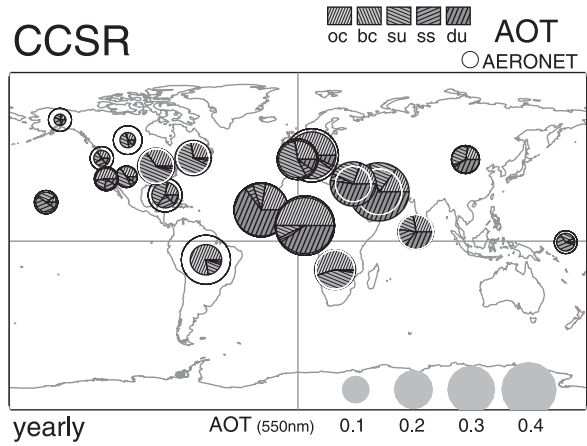 CCSR
AOT
oc bc su ss du
AERONET
yearly
AOT (550nm) 0.1 0.2 0.3 0.4